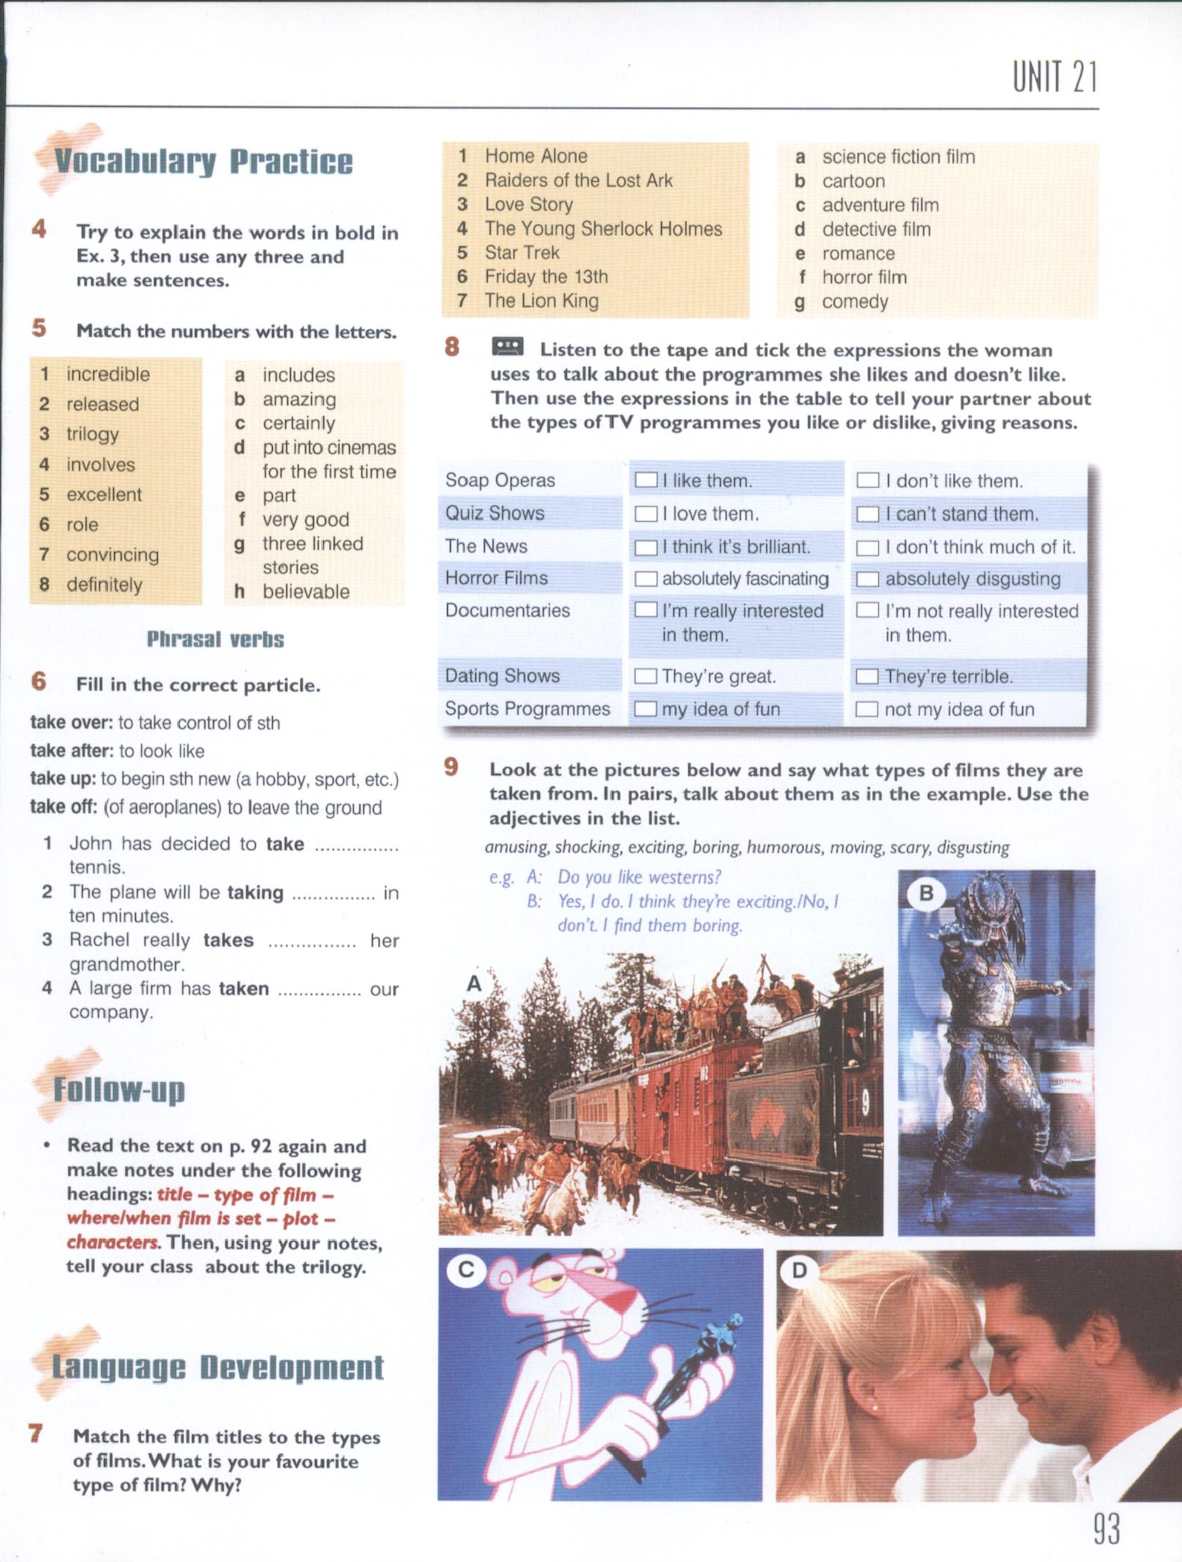 UNIT 21
Vocabulary Practice
4 Try to explain the words in bold in
Ex. 3, then use any three and
make sentences.
5 Match the numbers with the letters.
1 incredible
2 released
3 trilogy
4 involves
5 excellent
6 role
7 convincing
8 definitely
a includes
b amazing
c certainly
d put into cinemas
for the first time
e part
f very good
g three linked
stories
h believable
Phrasal verbs
6 Fill in the correct particle.
take over: to take control of sth
take after: to look like
take up: to begin sth new (a hobby, sport, etc.)
take off: (of aeroplanes) to leave the ground
1 John has decided to take ...............
tennis.
2 The plane will be taking ............... in
ten minutes.
3 Rachel really takes ............... her
grandmother.
4 A large firm has taken ............... our
company.
Follow-up
• Read the text on p. 92 again and
make notes under the following
headings: title – type of film –
where/when film is set – plot –
characters. Then, using your notes,
tell your class about the trilogy.
Language Development
7 Match the film titles to the types
of films. What is your favourite
type of film? Why?
1 Home Alone
2 Raiders of the Lost Ark
3 Love Story
4 The Young Sherlock Holmes
5 Star Trek
6 Friday the 13th
7 The Lion King
a science fiction film
b cartoon
c adventure film
d detective film
e romance
f horror film
g comedy
8 Listen to the tape and tick the expressions the woman
uses to talk about the programmes she likes and doesn't like.
Then use the expressions in the table to tell your partner about
the types of TV programmes you like or dislike, giving reasons.
Soap Operas I like them. I don't like them.
Quiz Shows I love them. I can't stand them.
The News I think it's brilliant. I don't think much of it.
Horror Films absolutely fascinating absolutely disgusting
Documentaries I'm really interested I'm not really interested
in them. in them.
Dating Shows They're great. They're terrible.
Sports Programmes my idea of fun not my idea of fun
9 Look at the pictures below and say what types of films they are
taken from. In pairs, talk about them as in the example. Use the
adjectives in the list.
amusing, shocking, exciting, boring, humorous, moving, scary, disgusting
e.g. A: Do you like westerns?
B: Yes, I do. I think they're exciting./No, I
don't. I find them boring.
A
B
9
C
D
93